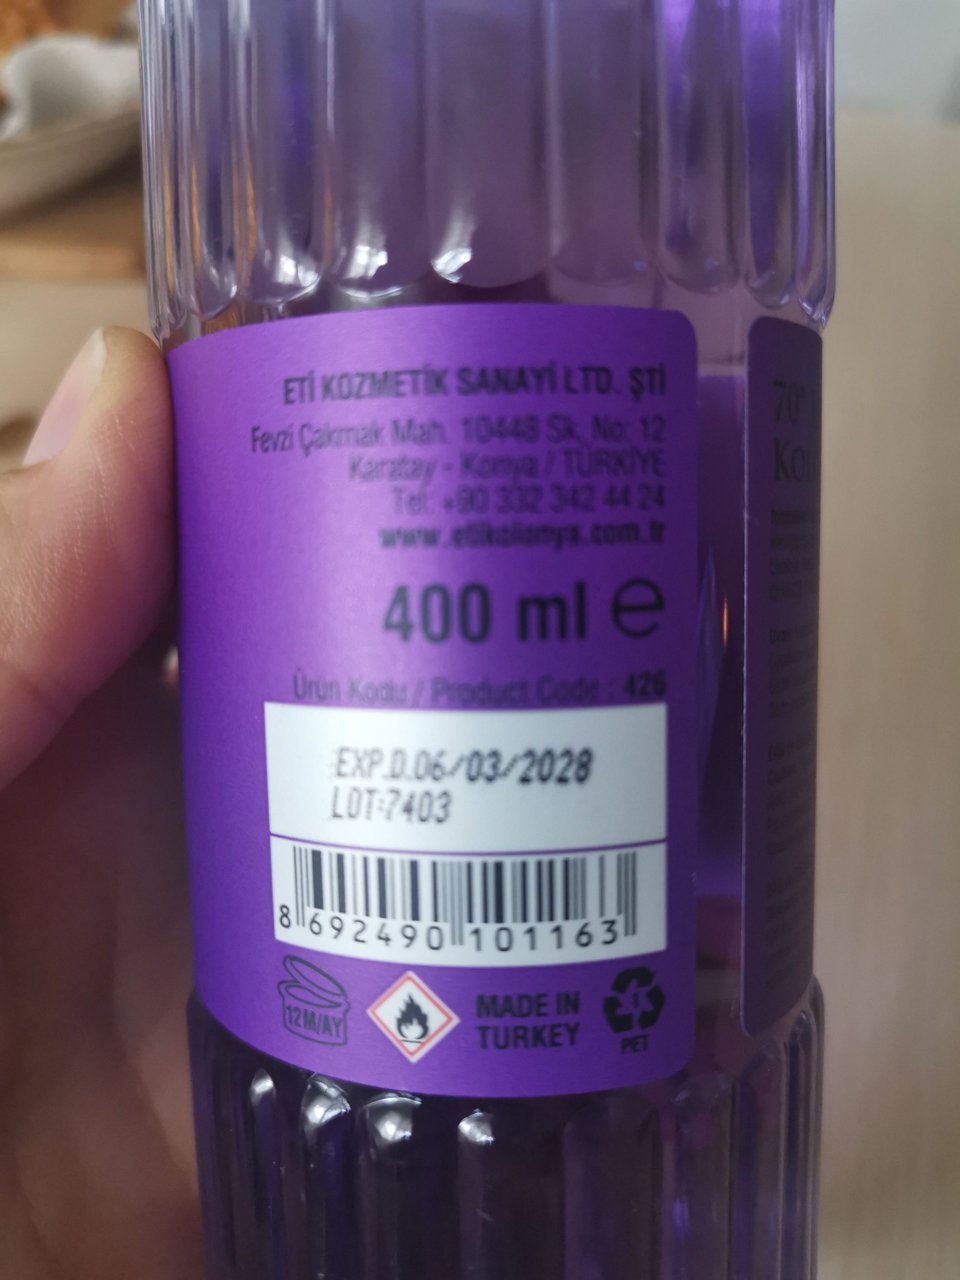 ETİ KOZMETİK SANAYİ LTD. ŞTİ
Fevzi Çakmak Mah. 10448 Sk. No: 12
Karatay - Konya / TÜRKİYE
Tel: +90 332 342 44 24
www.etikolonya.com.tr
400 ml e
Ürün Kodu / Product Code : 426
EXP.D.06/03/2028
LOT:7403
8 692490 101163
12M/AY
MADE IN
TURKEY
1
PET
70°